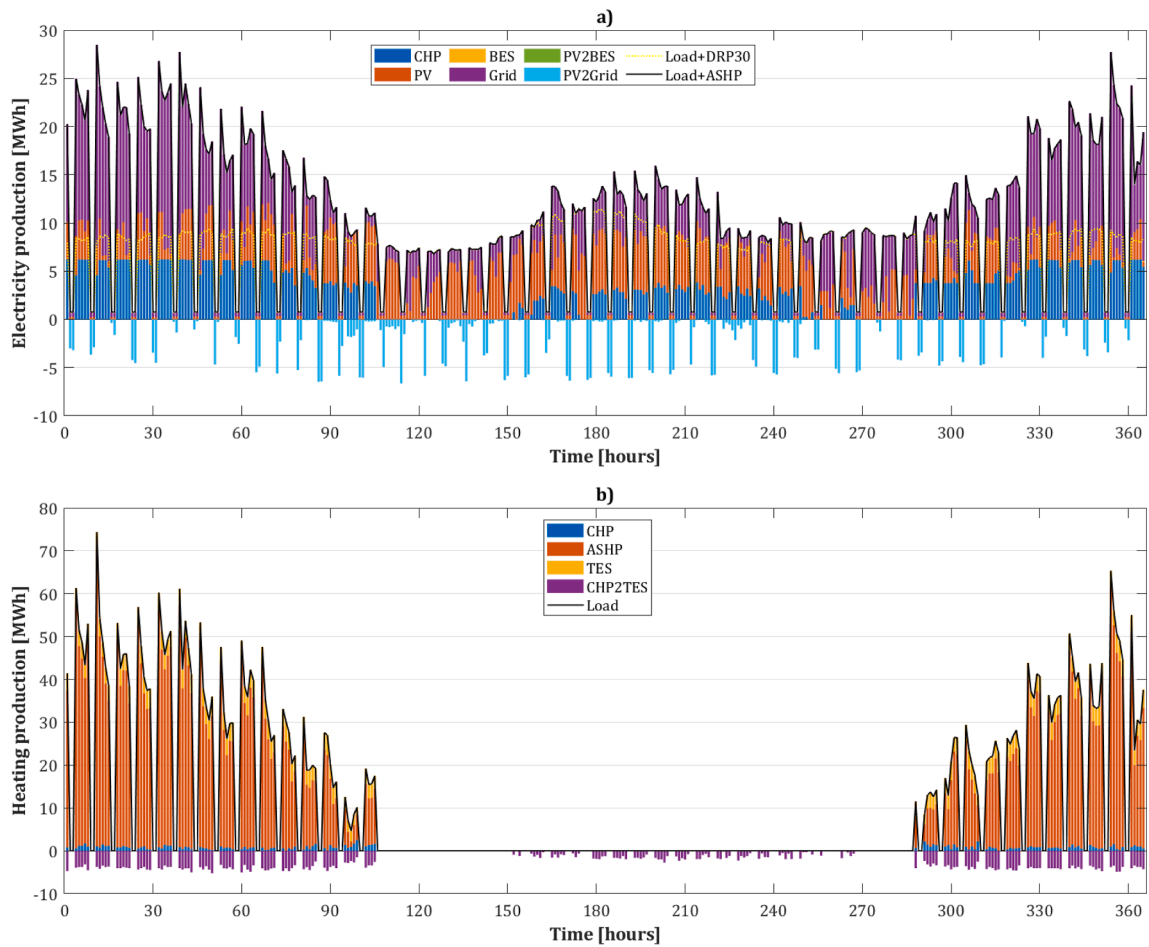 a)
Electricity production [MWh]
30
25
20
15
10
5
0
-5
-10
CHP BES PV2BES Load+DRP30
PV Grid PV2Grid Load+ASHP
0 30 60 90 120 150 180 210 240 270 300 330 360
Time [hours]
b)
Heating production [MWh]
80
70
60
50
40
30
20
10
0
-10
CHP
ASHP
TES
CHP2TES
Load
0 30 60 90 120 150 180 210 240 270 300 330 360
Time [hours]